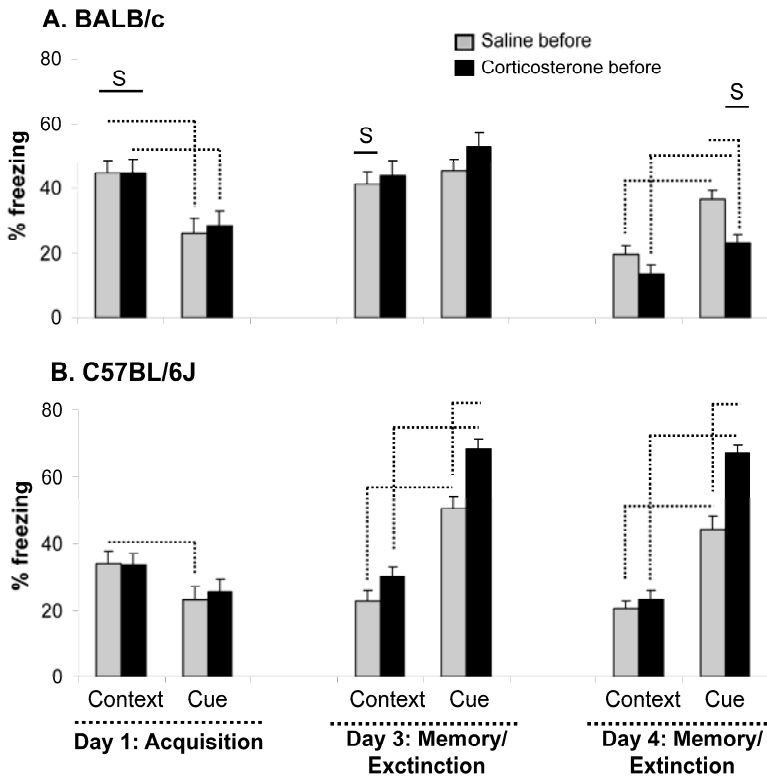 A. BALB/c
Saline before
Corticosterone before
80
60
40
20
0
% freezing
S
S
S
B. C57BL/6J
80
60
40
20
0
% freezing
Context Cue Context Cue Context Cue
Day 1: Acquisition
Day 3: Memory/
Exctinction
Day 4: Memory/
Extinction